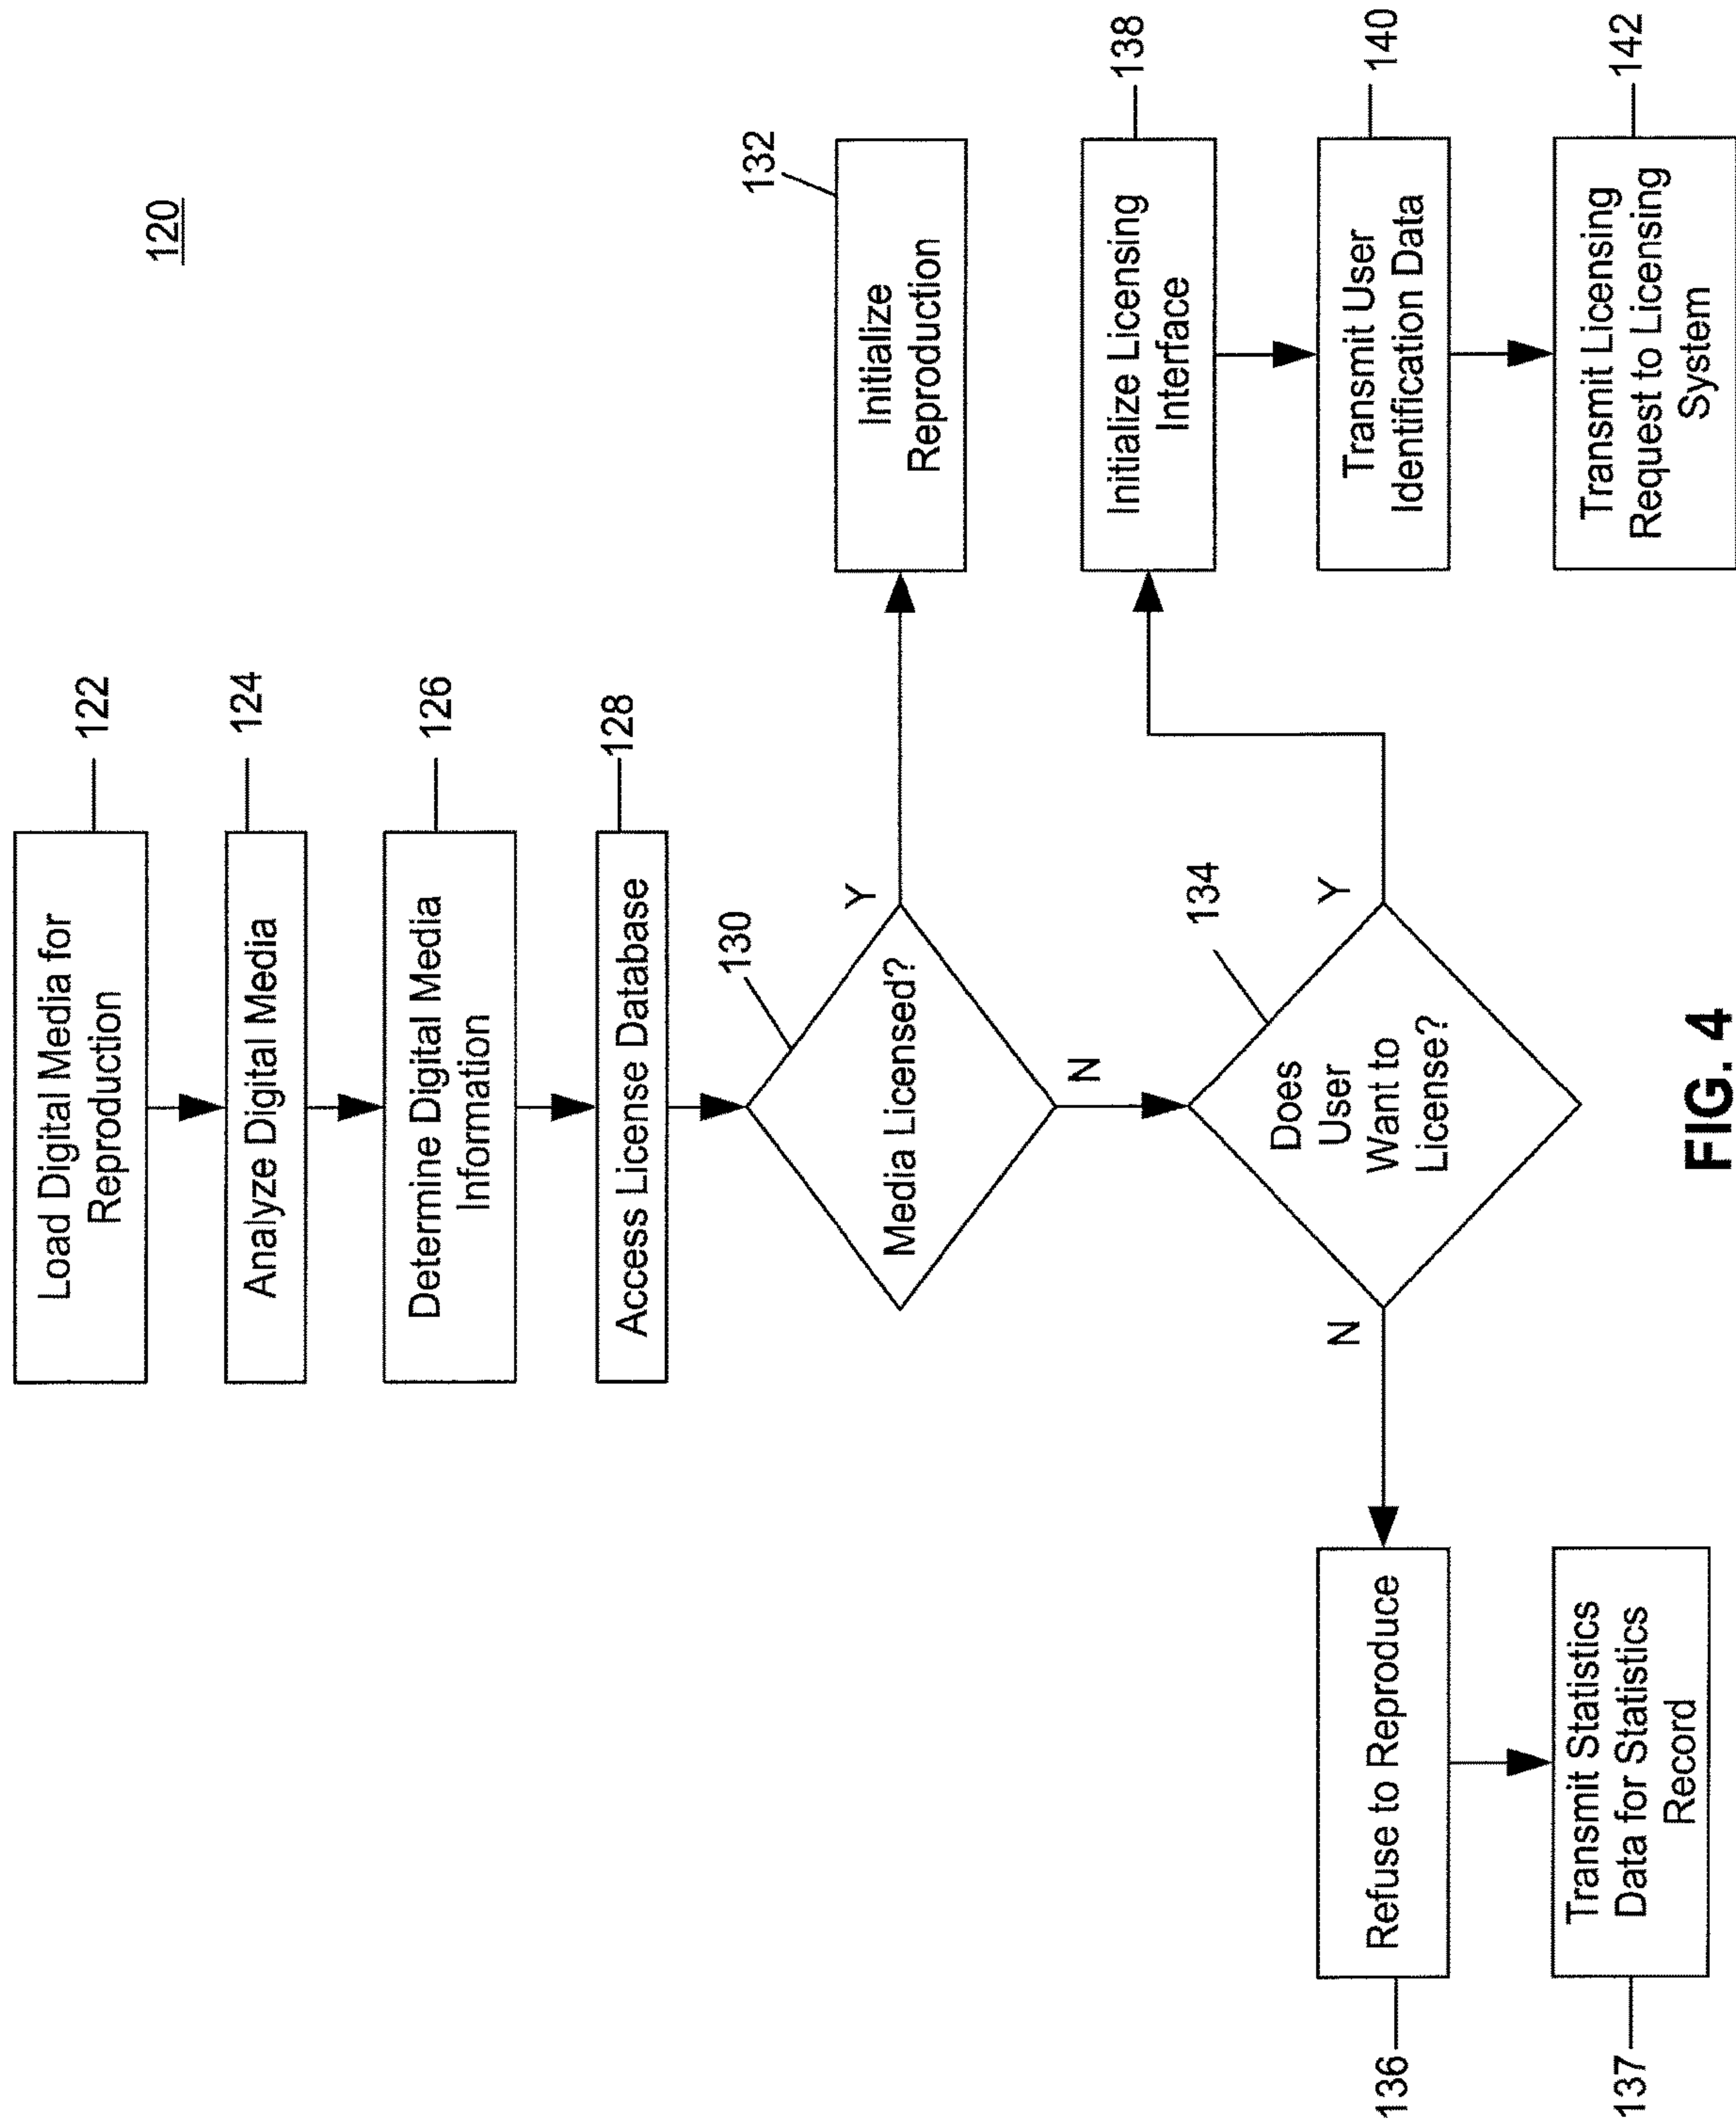 120
Load Digital Media for
Reproduction
122
Analyze Digital Media
124
Determine Digital Media
Information
126
Access License Database
128
Media Licensed?
130
Y
N
Initialize
Reproduction
132
Does
User
Want to
License?
134
Y
N
Initialize Licensing
Interface
138
Transmit User
Identification Data
140
Transmit Licensing
Request to Licensing
System
142
Refuse to Reproduce
136
Transmit Statistics
Data for Statistics
Record
137
FIG. 4